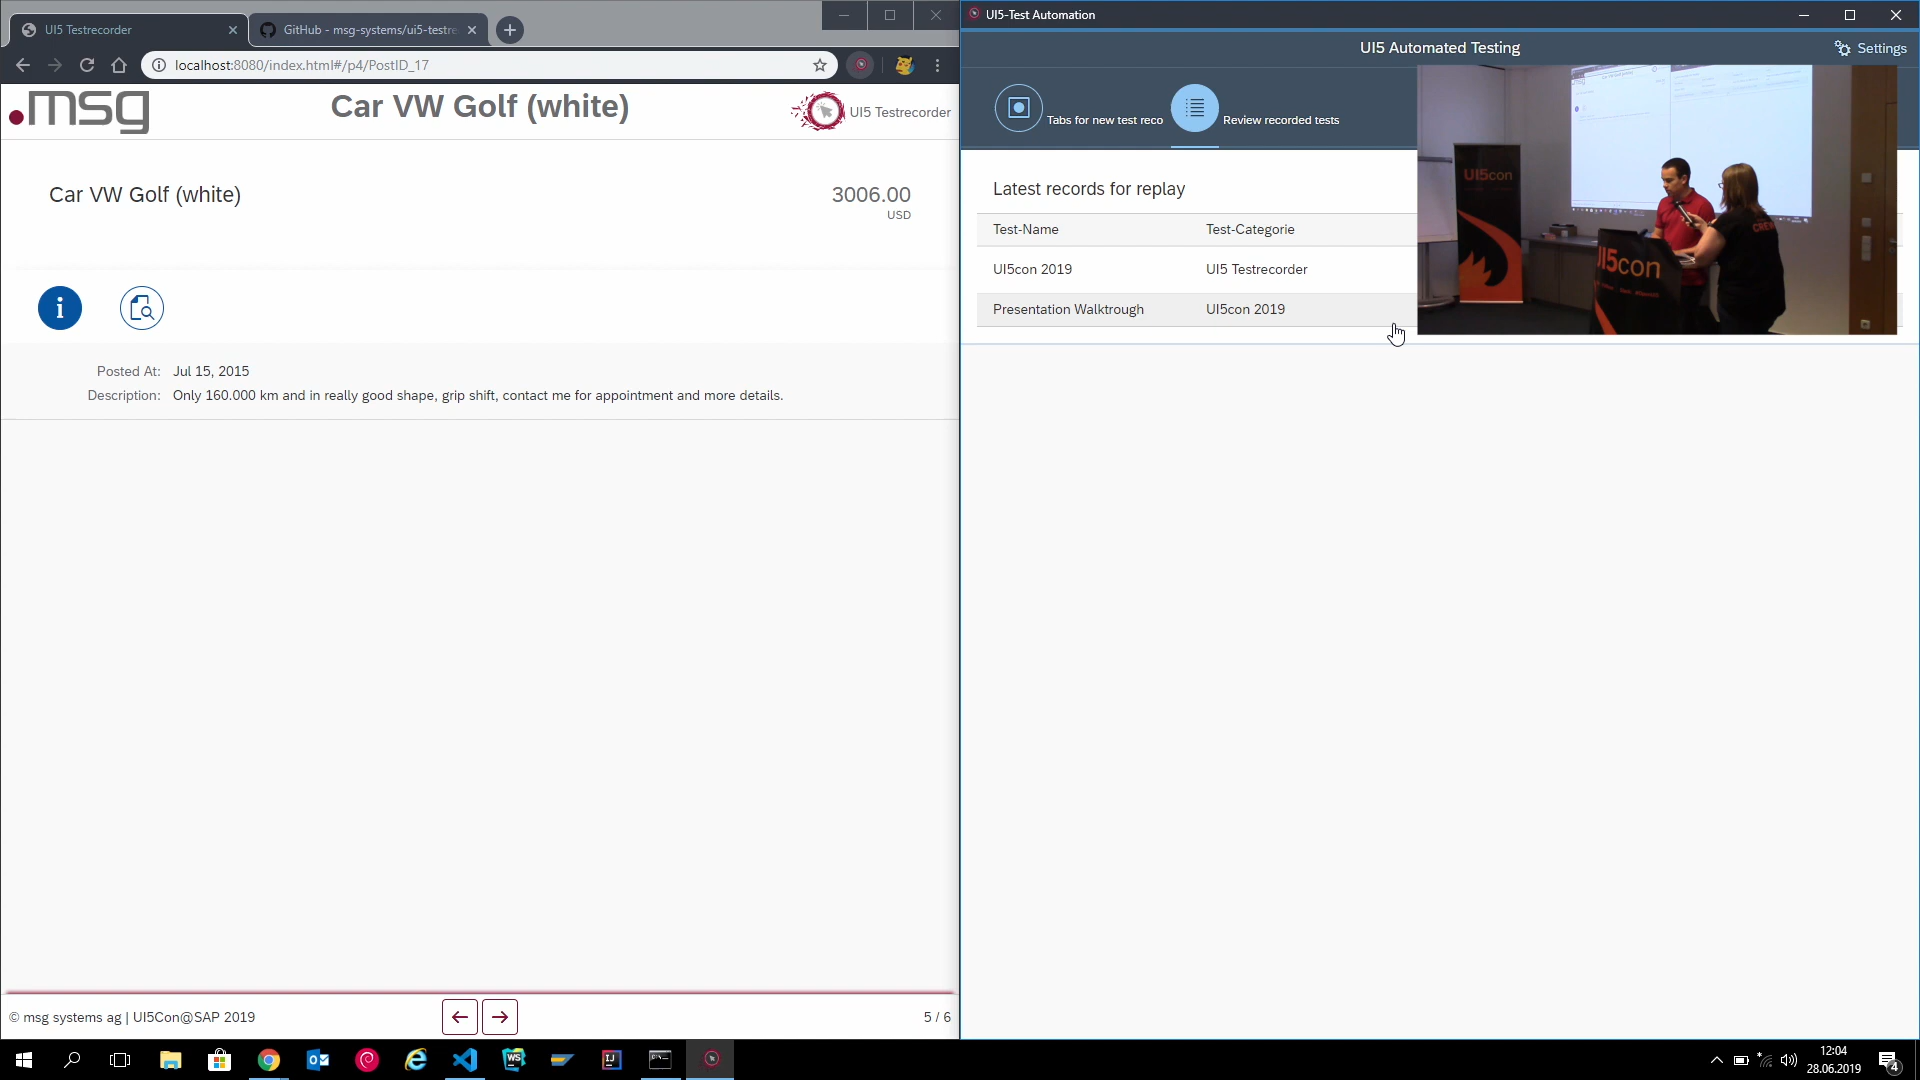 UI5 Testrecorder
GitHub - msg-systems/ui5-testre
localhost:8080/index.html#/p4/PostID_17
.msg
Car VW Golf (white)
UI5 Testrecorder
Car VW Golf (white)
3006.00
USD
Posted At: Jul 15, 2015
Description: Only 160.000 km and in really good shape, grip shift, contact me for appointment and more details.
© msg systems ag | UI5Con@SAP 2019
5 / 6
UI5-Test Automation
UI5 Automated Testing
Settings
Tabs for new test reco
Review recorded tests
Latest records for replay
Test-Name Test-Categorie
UI5con 2019 UI5 Testrecorder
Presentation Walktrough UI5con 2019
UI5con
UI5con
CREW
12:04
28.06.2019
4